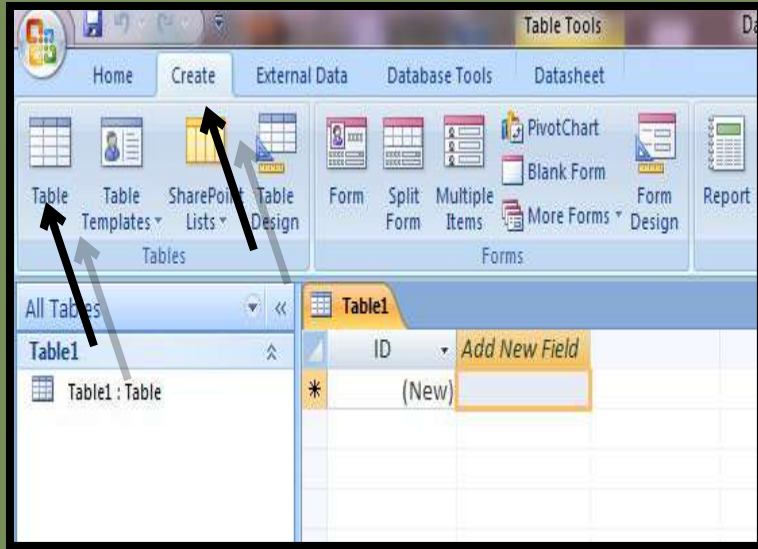 Table Tools
Home Create External Data Database Tools Datasheet
Table
Table Templates
SharePoint Lists
Table Design
Tables
Form
Split Form
Multiple Items
PivotChart
Blank Form
More Forms
Form Design
Forms
Report
All Tables
Table1
Table1 : Table
Table1
ID Add New Field
(New)